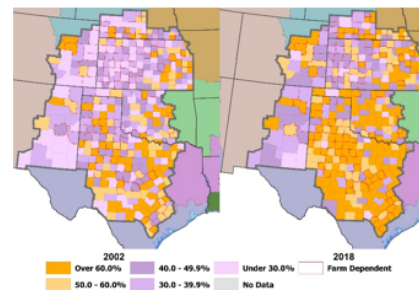 2002
2018
Over 60.0%
40.0 - 49.9%
Under 30.0%
Farm Dependent
50.0 - 60.0%
30.0 - 39.9%
No Data